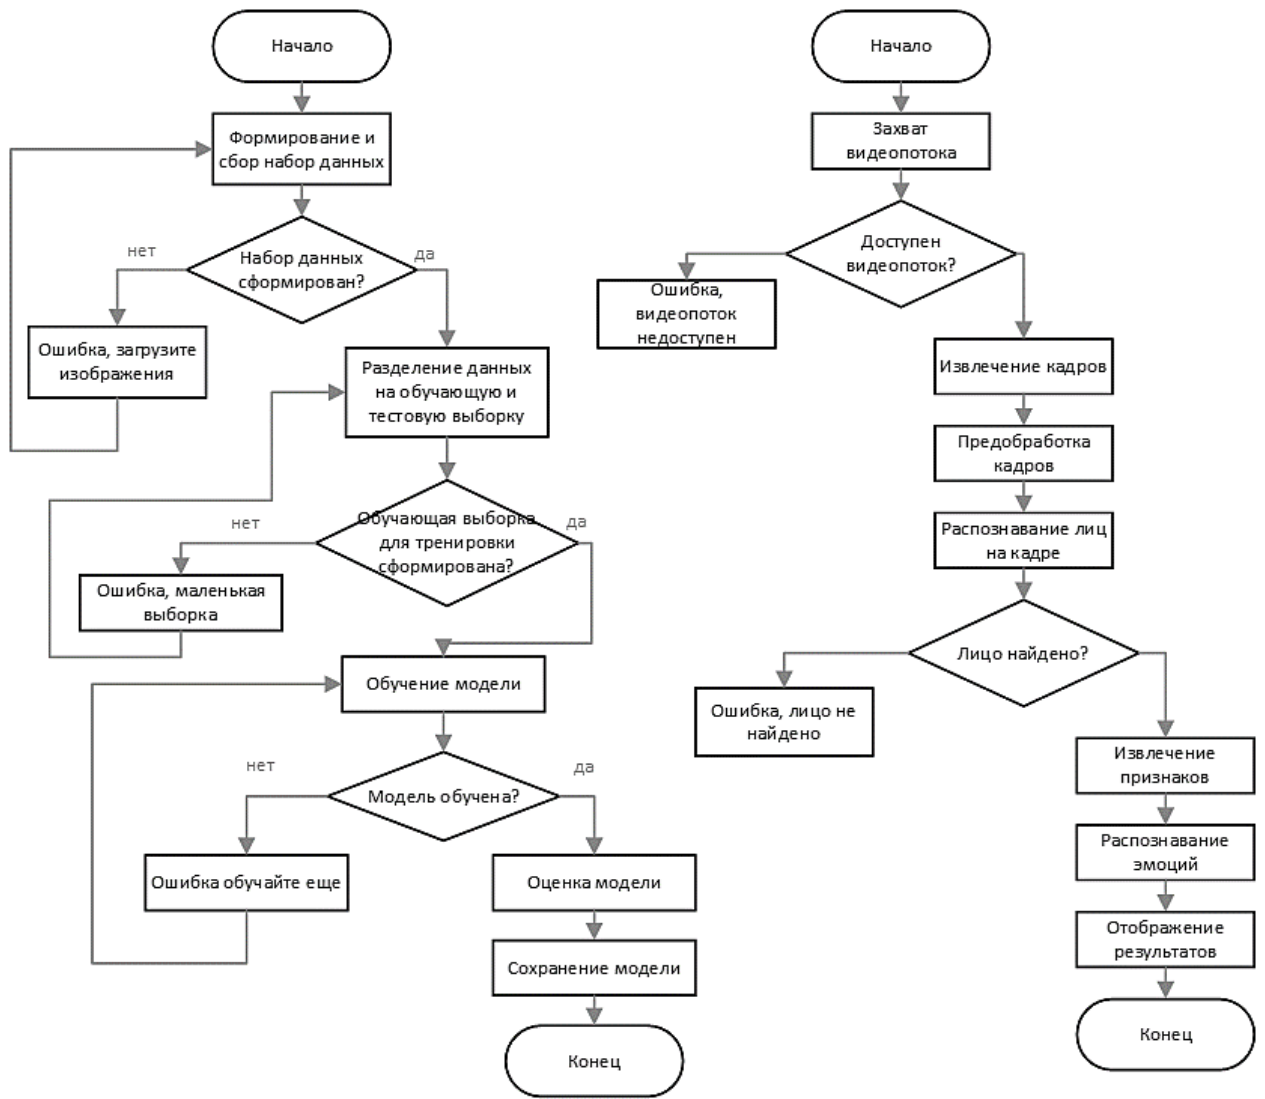 Начало
Формирование и
сбор набор данных
Набор данных
сформирован?
нет
да
Ошибка, загрузите
изображения
Разделение данных
на обучающую и
тестовую выборку
Обучающая выборка
для тренировки
сформирована?
нет
да
Ошибка, маленькая
выборка
Обучение модели
Модель обучена?
нет
да
Ошибка обучайте еще
Оценка модели
Сохранение модели
Конец
Начало
Захват
видеопотока
Доступен
видеопоток?
Ошибка,
видеопоток
недоступен
Извлечение кадров
Предобработка
кадров
Распознавание лиц
на кадре
Лицо найдено?
Ошибка, лицо не
найдено
Извлечение
признаков
Распознавание
эмоций
Отображение
результатов
Конец